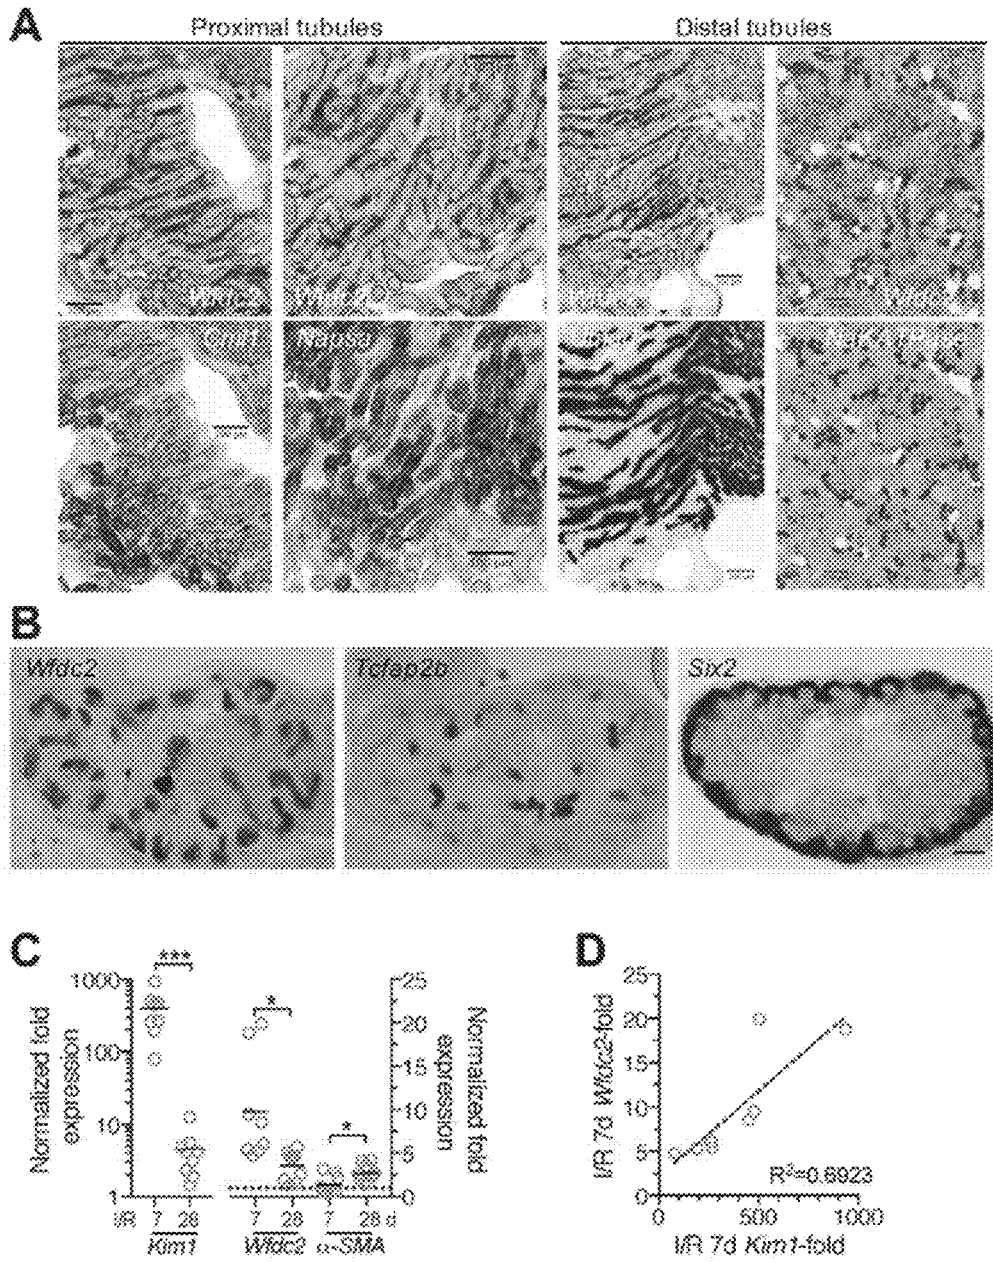 A
Proximal tubules
Distal tubules
Wfdc2
Wfdc2
Wfdc2
Napsa
B
Wfdc2
Tcfap2b
Six2
C
D
Normalized fold expression
1000
100
10
1
***
*
*
25
20
15
10
5
0
Normalized fold expression
I/R
7
28
7
28
7
28 d
Kim1
Wfdc2
α-SMA
I/R 7d Wfdc2-fold
25
20
15
10
5
0
R²=0.6923
0
500
1000
I/R 7d Kim1-fold